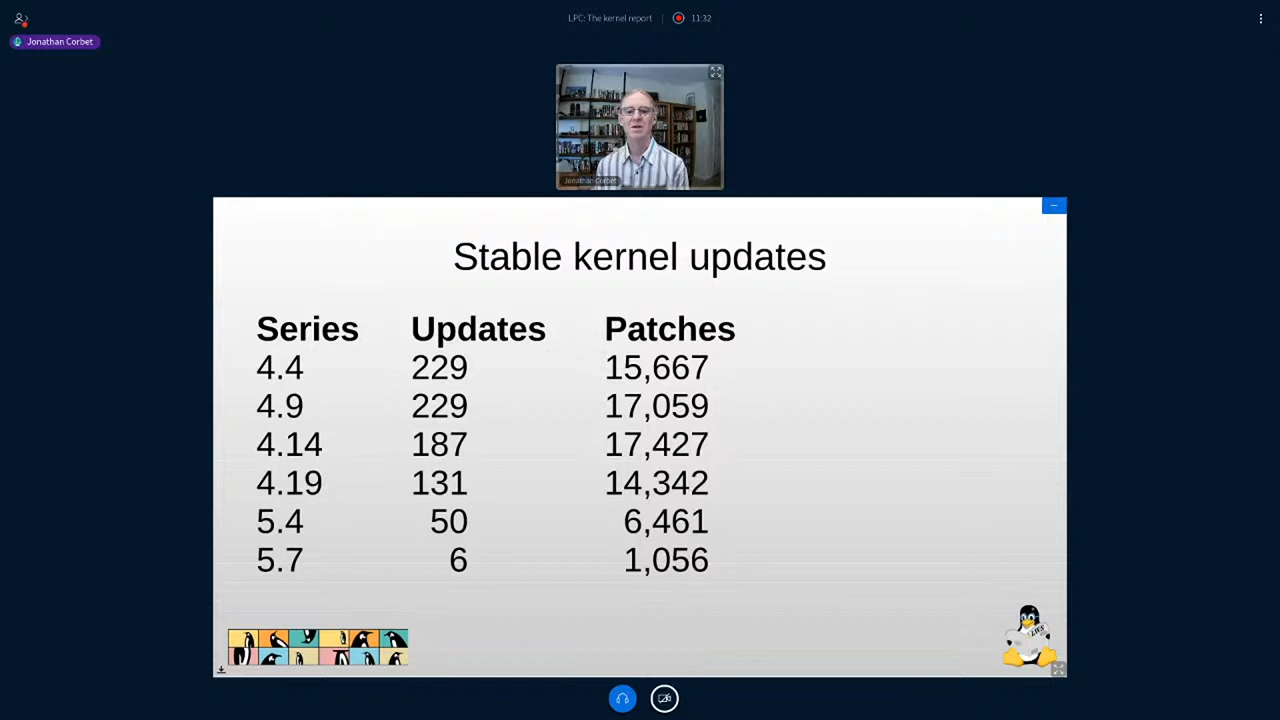 LPC: The kernel report
11:32
Jonathan Corbet
Jonathan Corbet
Stable kernel updates
Series Updates Patches
4.4 229 15,667
4.9 229 17,059
4.14 187 17,427
4.19 131 14,342
5.4 50 6,461
5.7 6 1,056